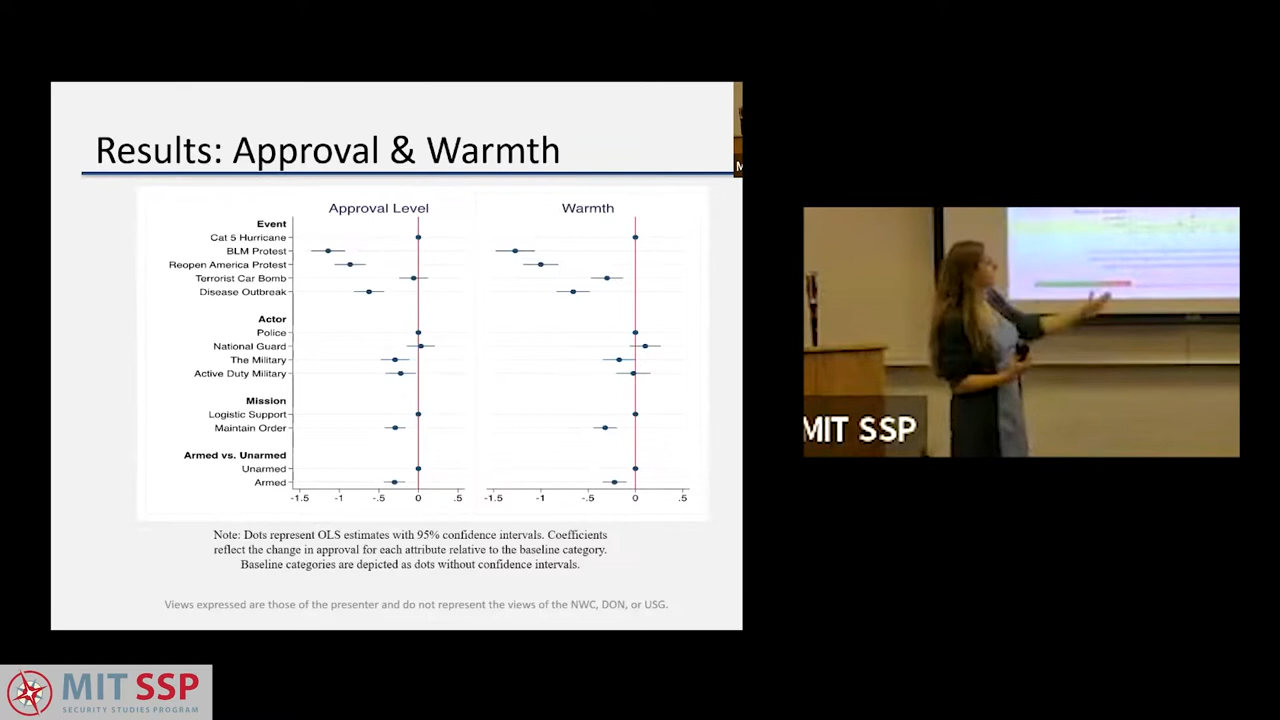 Results: Approval & Warmth
M
Approval Level
Warmth
Event
Cat 5 Hurricane
BLM Protest
Reopen America Protest
Terrorist Car Bomb
Disease Outbreak
Actor
Police
National Guard
The Military
Active Duty Military
Mission
Logistic Support
Maintain Order
Armed vs. Unarmed
Unarmed
Armed
-1.5 -1 -.5 0 .5
-1.5 -1 -.5 0 .5
Note: Dots represent OLS estimates with 95% confidence intervals. Coefficients
reflect the change in approval for each attribute relative to the baseline category.
Baseline categories are depicted as dots without confidence intervals.
Views expressed are those of the presenter and do not represent the views of the NWC, DON, or USG.
MIT SSP
MIT SSP
SECURITY STUDIES PROGRAM